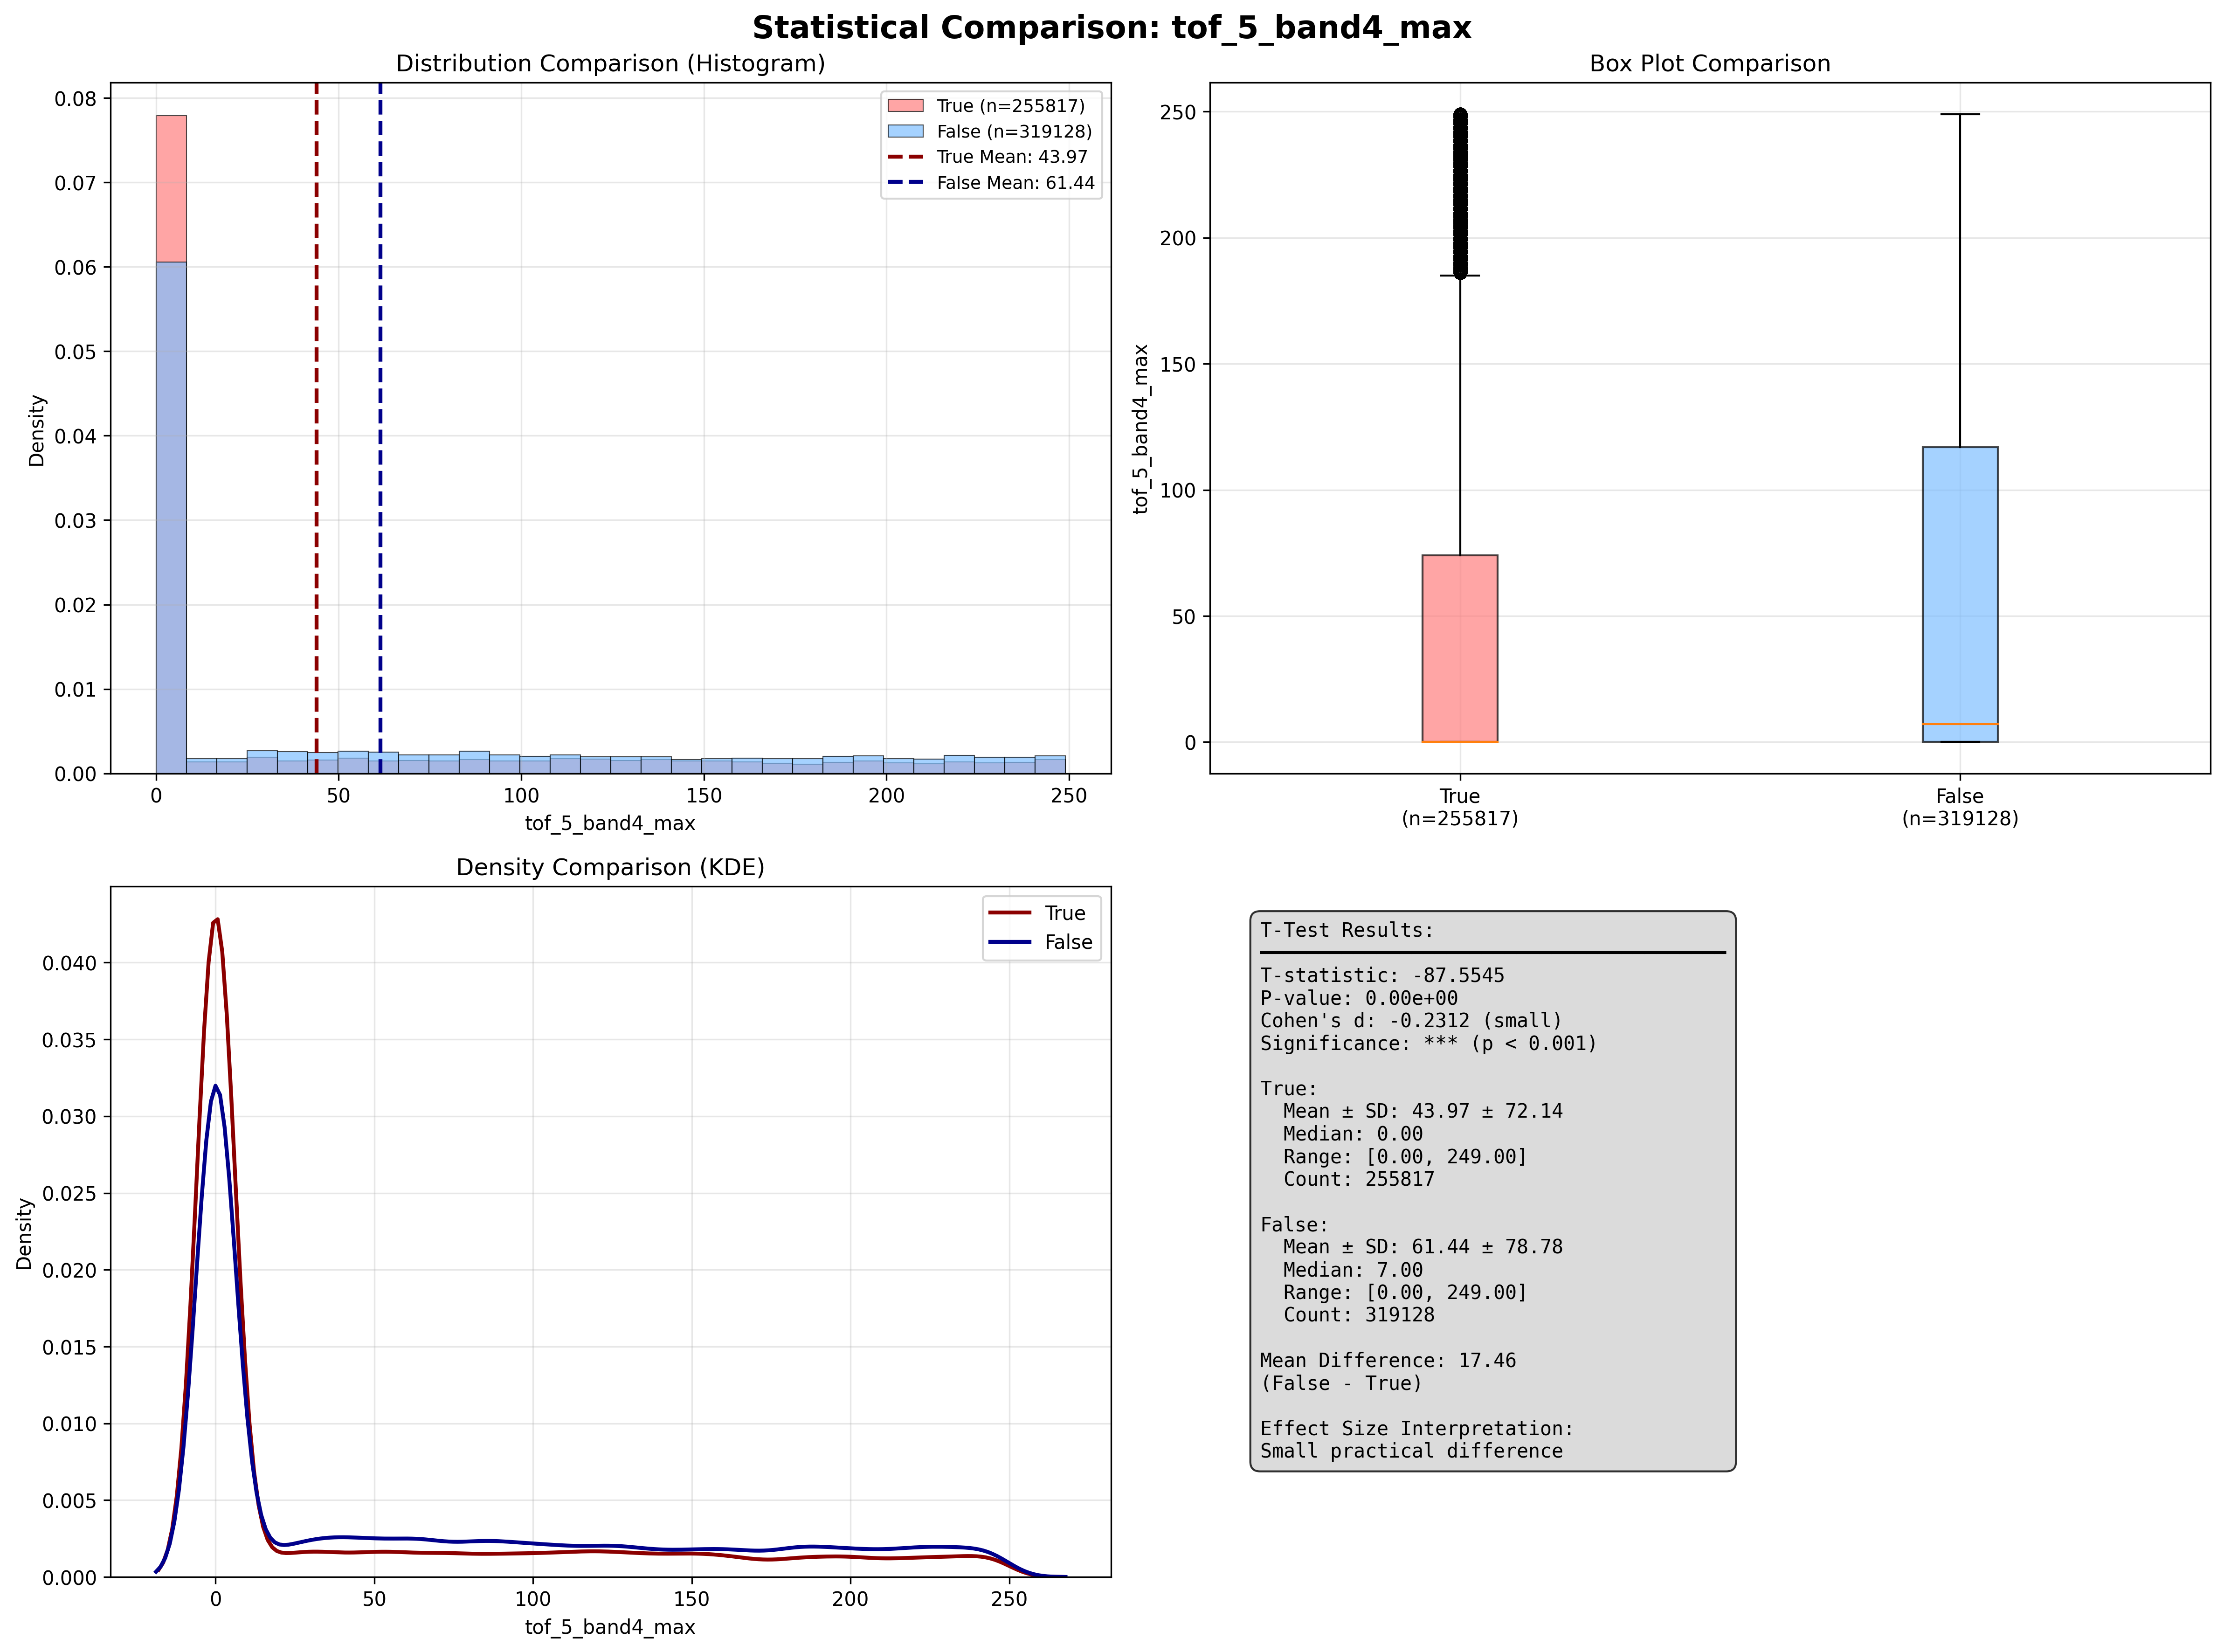 Statistical Comparison: tof_5_band4_max
Distribution Comparison (Histogram)
0.08
0.07
0.06
0.05
0.04
0.03
0.02
0.01
0.00
Density
True (n=255817)
False (n=319128)
True Mean: 43.97
False Mean: 61.44
0
50
100
150
200
250
tof_5_band4_max
Box Plot Comparison
250
200
150
100
50
0
tof_5_band4_max
True
(n=255817)
False
(n=319128)
Density Comparison (KDE)
0.040
0.035
0.030
0.025
0.020
0.015
0.010
0.005
0.000
Density
True
False
0
50
100
150
200
250
tof_5_band4_max
T-Test Results:
T-statistic: -87.5545
P-value: 0.00e+00
Cohen's d: -0.2312 (small)
Significance: *** (p < 0.001)
True:
Mean ± SD: 43.97 ± 72.14
Median: 0.00
Range: [0.00, 249.00]
Count: 255817
False:
Mean ± SD: 61.44 ± 78.78
Median: 7.00
Range: [0.00, 249.00]
Count: 319128
Mean Difference: 17.46
(False - True)
Effect Size Interpretation:
Small practical difference